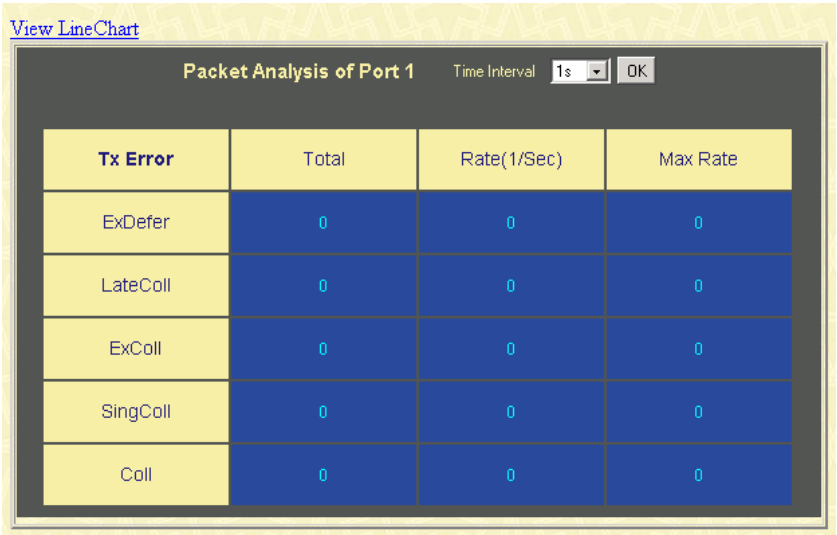 View LineChart
Packet Analysis of Port 1 Time Interval 1s OK
Tx Error Total Rate(1/Sec) Max Rate
ExDefer 0 0 0
LateColl 0 0 0
ExColl 0 0 0
SingColl 0 0 0
Coll 0 0 0